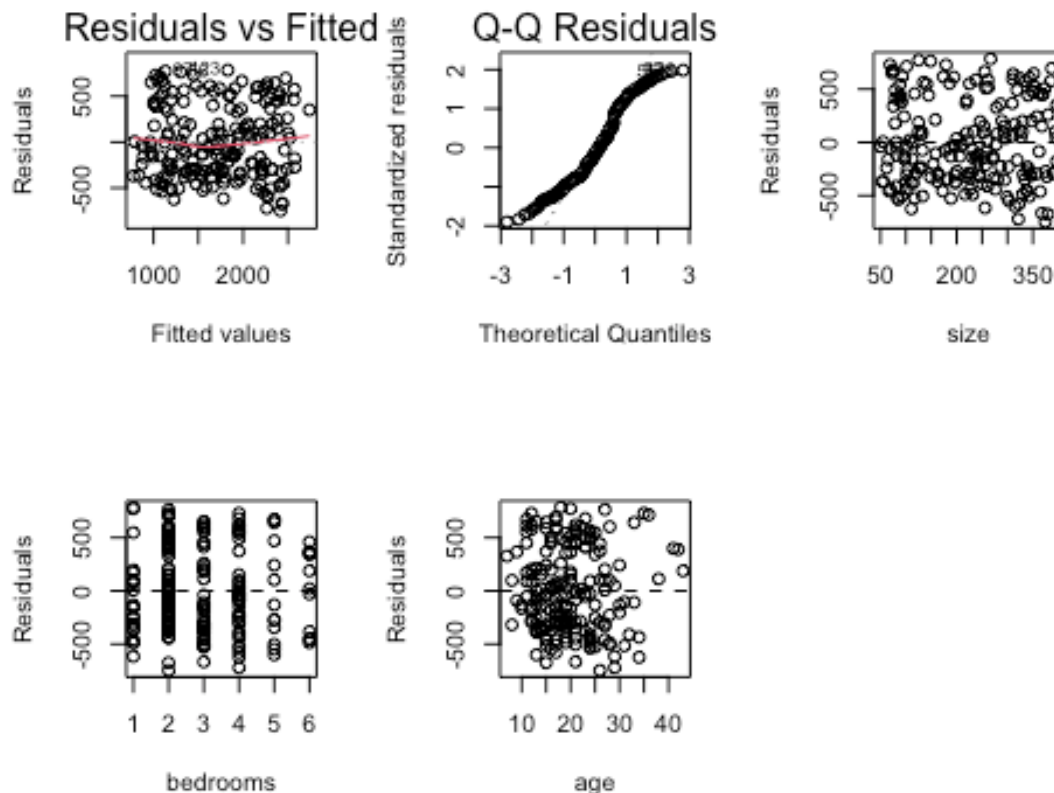 Residuals vs Fitted
Residuals
500
0
-500
1000 2000
Fitted values
Q-Q Residuals
Standardized residuals
2
1
0
-2
-3 -1 1 3
Theoretical Quantiles
Residuals
500
0
-500
50 200 350
size
Residuals
500
0
-500
1 2 3 4 5 6
bedrooms
Residuals
500
0
-500
10 20 30 40
age